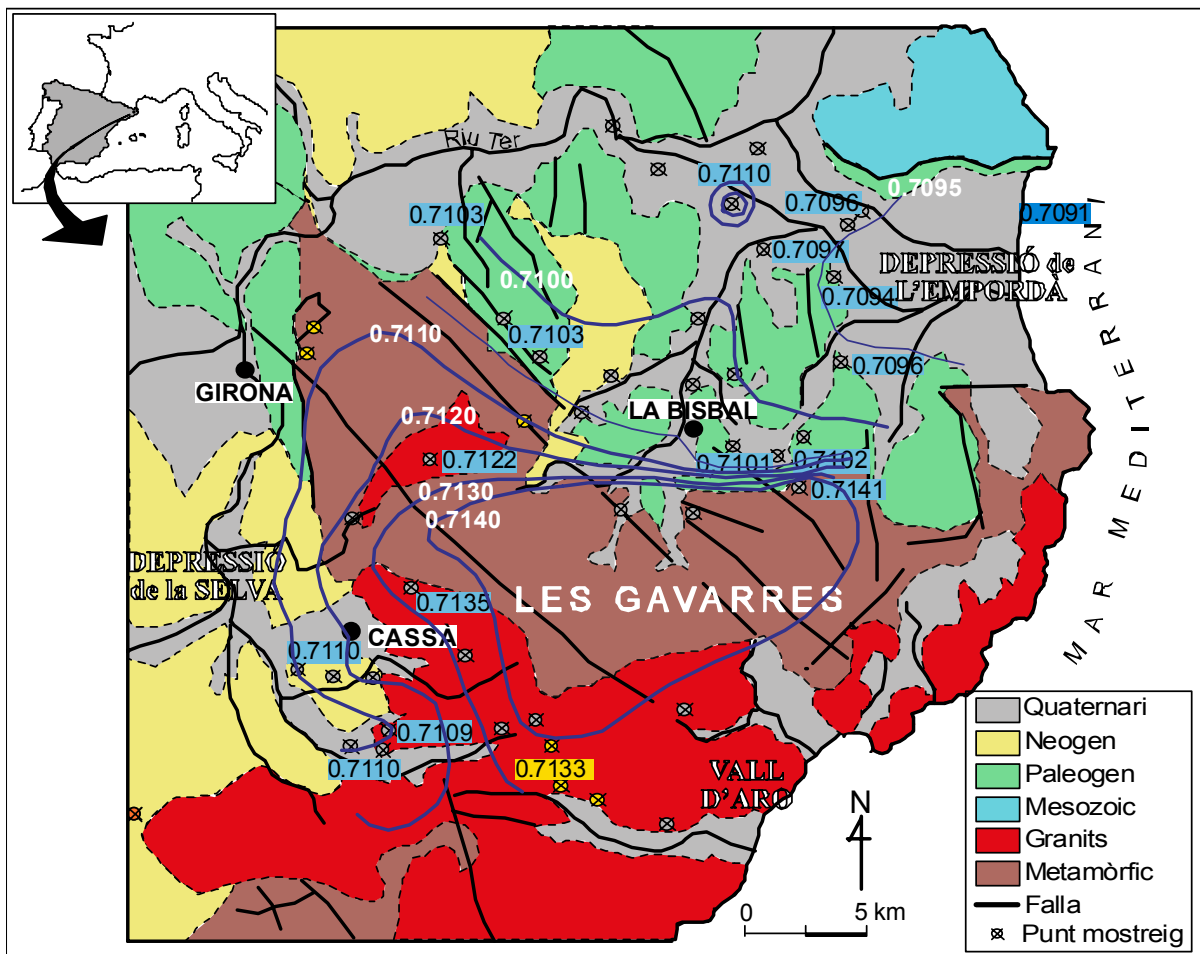 Riu Ter
0.7110
0.7095
0.7096
0.7091
0.7103
0.7097
DEPRESSIÓ de
L'EMPORDÀ
0.7100
0.7094
0.7110
0.7103
0.7096
GIRONA
0.7120
LA BISBAL
0.7122
0.7101
0.7102
0.7130
0.7141
0.7140
DEPRESSIÓ
de la SELVA
LES GAVARRES
0.7135
CASSÀ
0.7110
0.7109
0.7110
0.7133
VALL
D'ARO
MAR MEDITERRANI
N
0 5 km
Quaternari
Neogen
Paleogen
Mesozoic
Granits
Metamòrfic
Falla
Punt mostreig